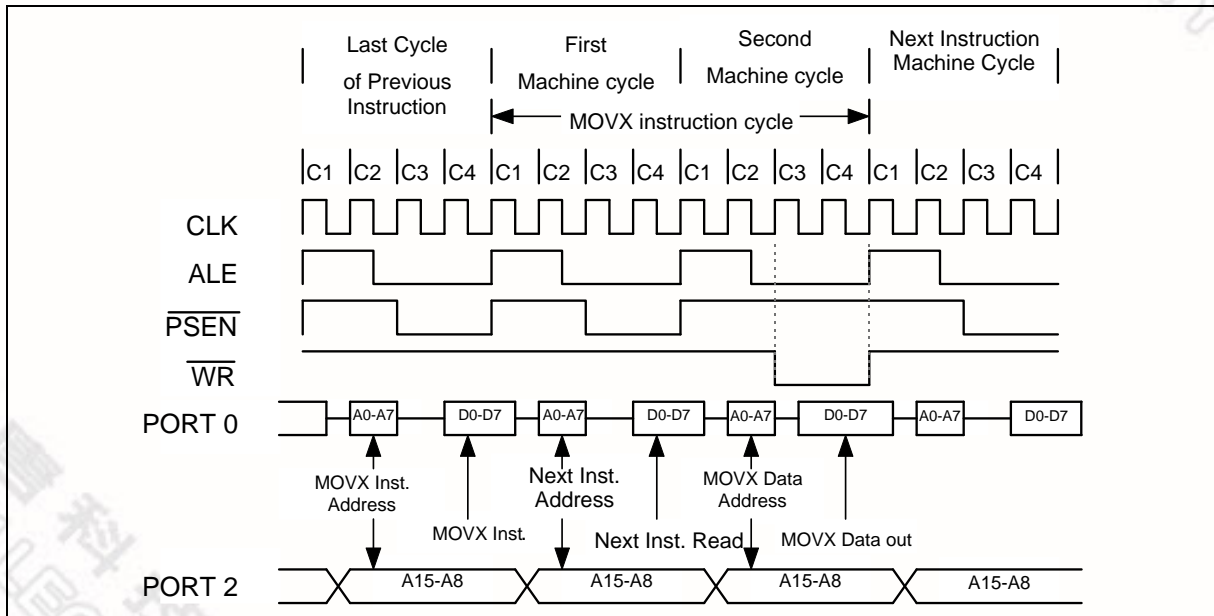 Last Cycle
of Previous
Instruction
First
Machine cycle
Second
Machine cycle
Next Instruction
Machine Cycle
MOVX instruction cycle
C1 C2 C3 C4 C1 C2 C3 C4 C1 C2 C3 C4 C1 C2 C3 C4
CLK
ALE
PSEN
WR
PORT 0
A0-A7 D0-D7 A0-A7 D0-D7 A0-A7 D0-D7 A0-A7 D0-D7
MOVX Inst.
Address
MOVX Inst.
Next Inst.
Address
Next Inst. Read
MOVX Data
Address
MOVX Data out
PORT 2
A15-A8 A15-A8 A15-A8 A15-A8